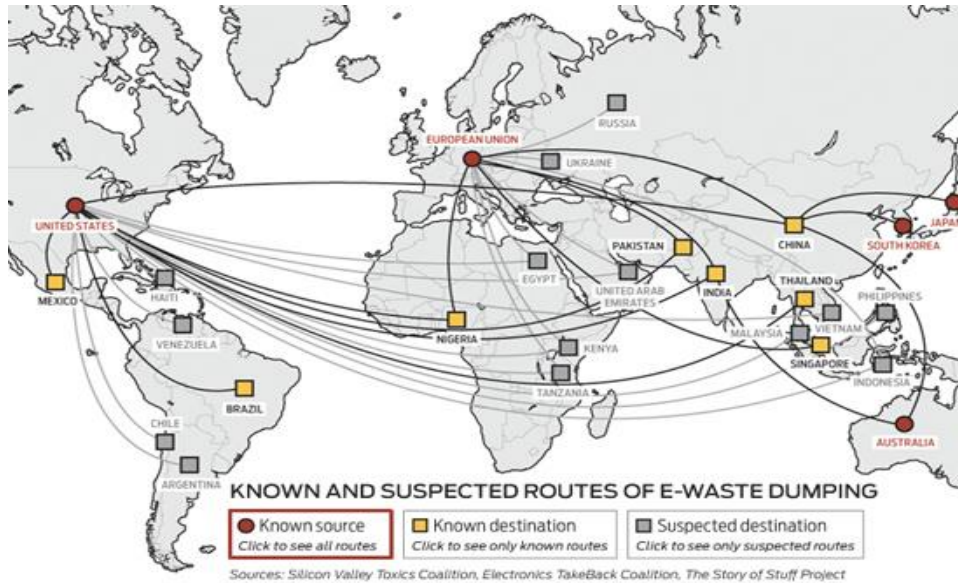 RUSSIA
EUROPEAN UNION
UKRAINE
UNITED STATES
JAPA
SOUTH KOREA
CHINA
PAKISTAN
EGYPT
INDIA
UNITED ARAB
EMIRATES
THAILAND
MEXICO
HAITI
PHILIPPINES
VENEZUELA
NIGERIA
MALAYSIA
VIETNAM
KENYA
SINGAPORE
INDONESIA
TANZANIA
BRAZIL
CHILE
AUSTRALIA
ARGENTINA
KNOWN AND SUSPECTED ROUTES OF E-WASTE DUMPING
Known source
Click to see all routes
Known destination
Click to see only known routes
Suspected destination
Click to see only suspected routes
Sources: Silicon Valley Toxics Coalition, Electronics TakeBack Coalition, The Story of Stuff Project